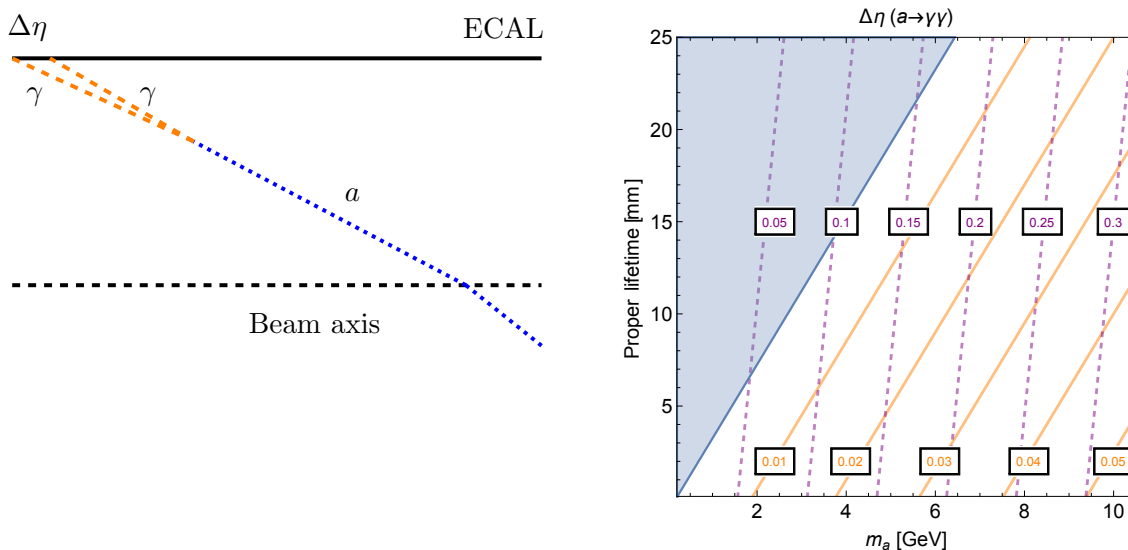 Δη
ECAL
γ
γ
a
Beam axis
Δη (a→γγ)
25
20
15
10
5
Proper lifetime [mm]
0.05
0.1
0.15
0.2
0.25
0.3
0.01
0.02
0.03
0.04
0.05
2
4
6
8
10
m_a [GeV]